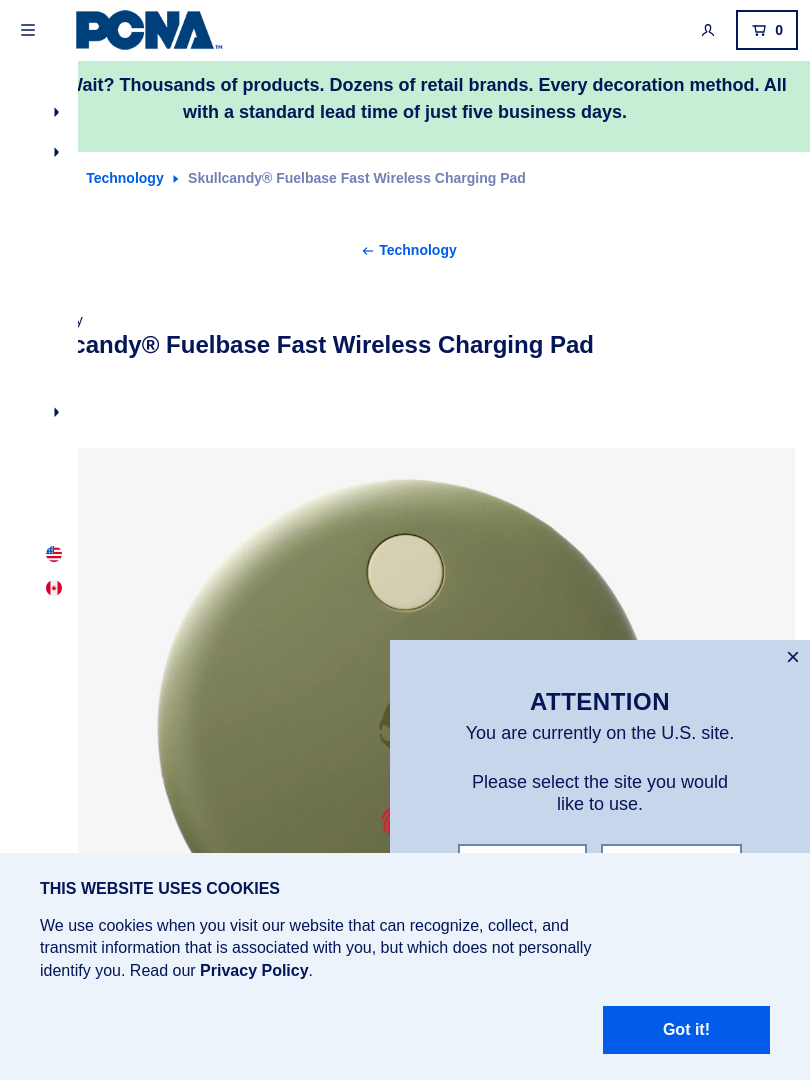 PCNA
0
Wait? Thousands of products. Dozens of retail brands. Every decoration method. All
with a standard lead time of just five business days.
Technology
Skullcandy® Fuelbase Fast Wireless Charging Pad
Technology
y
candy® Fuelbase Fast Wireless Charging Pad
ATTENTION
You are currently on the U.S. site.
Please select the site you would
like to use.
THIS WEBSITE USES COOKIES
We use cookies when you visit our website that can recognize, collect, and
transmit information that is associated with you, but which does not personally
identify you. Read our Privacy Policy.
Got it!